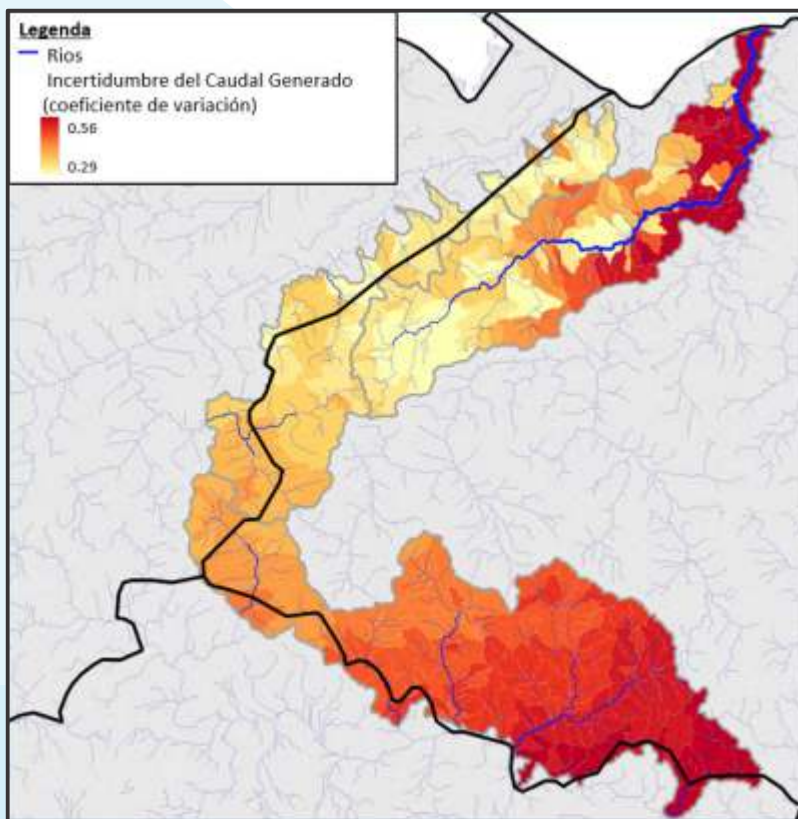 Legenda
Rios
Incertidumbre del Caudal Generado
(coeficiente de variación)
0.56
0.29